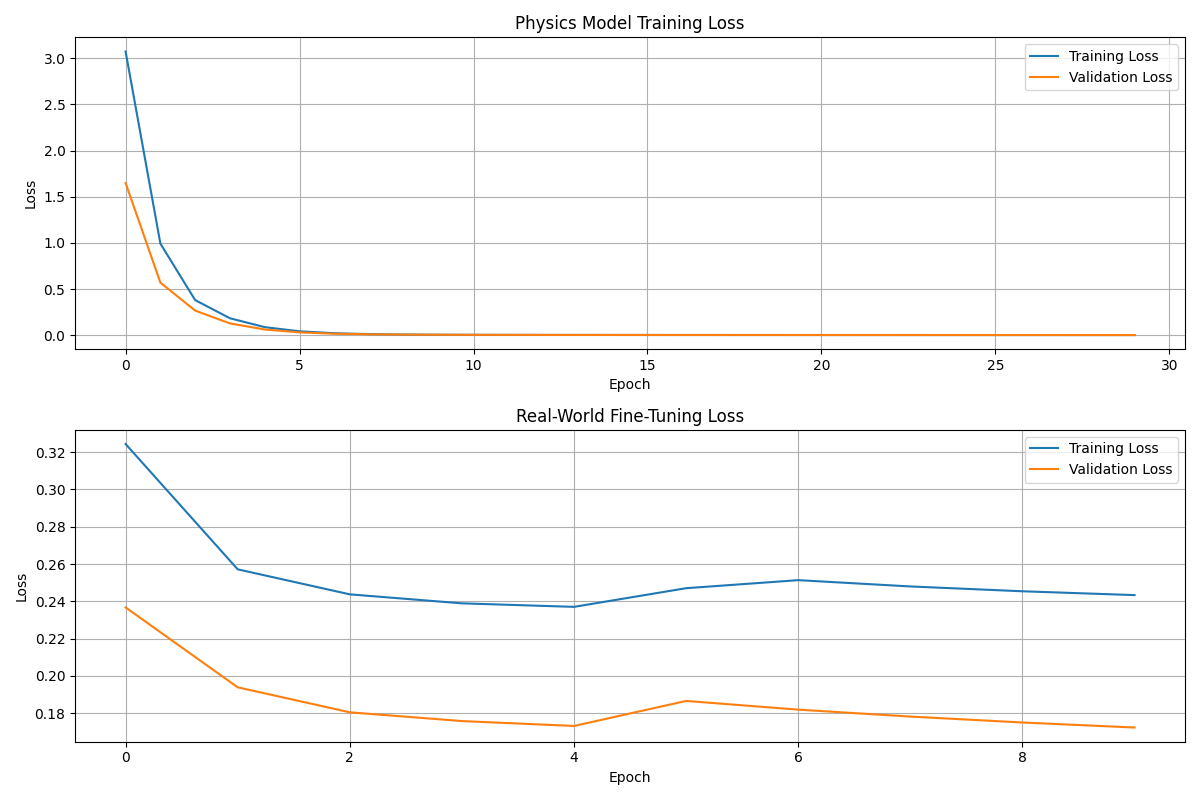 Physics Model Training Loss
Training Loss
Validation Loss
3.0
2.5
2.0
1.5
1.0
0.5
0.0
Loss
0 5 10 15 20 25 30
Epoch
Real-World Fine-Tuning Loss
Training Loss
Validation Loss
0.32
0.30
0.28
0.26
0.24
0.22
0.20
0.18
Loss
0 2 4 6 8
Epoch